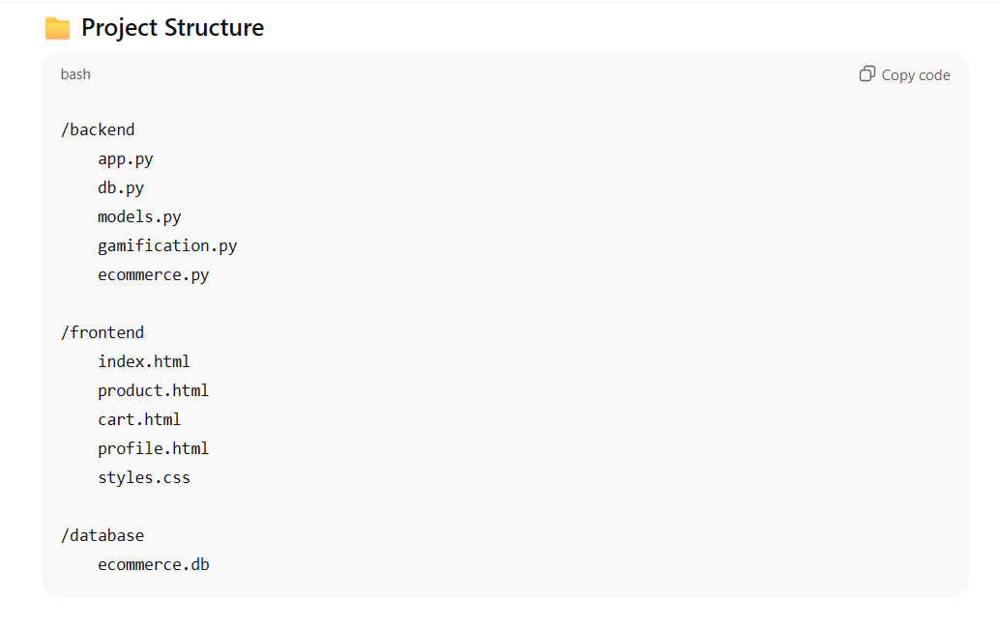 Project Structure
bash
Copy code
/backend
app.py
db.py
models.py
gamification.py
ecommerce.py
/frontend
index.html
product.html
cart.html
profile.html
styles.css
/database
ecommerce.db